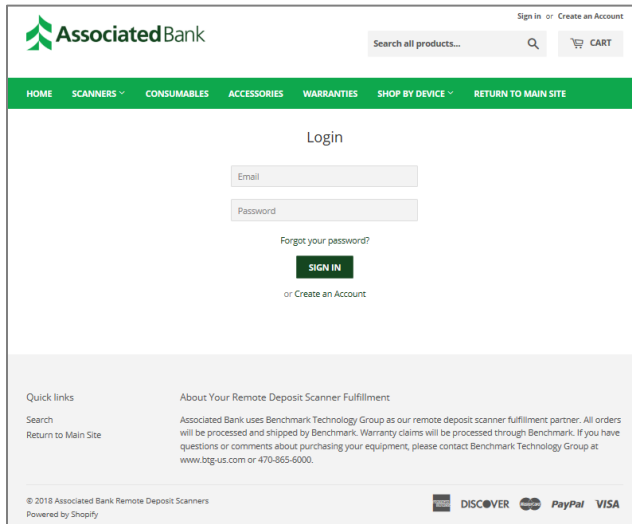 Sign in or Create an Account
Associated Bank
Search all products...
CART
HOME SCANNERS CONSUMABLES ACCESSORIES WARRANTIES SHOP BY DEVICE RETURN TO MAIN SITE
Login
Email
Password
Forgot your password?
SIGN IN
or Create an Account
Quick links
Search
Return to Main Site
About Your Remote Deposit Scanner Fulfillment
Associated Bank uses Benchmark Technology Group as our remote deposit scanner fulfillment partner. All orders
will be processed and shipped by Benchmark. Warranty claims will be processed through Benchmark. If you have
questions or comments about purchasing your equipment, please contact Benchmark Technology Group at
www.btg-us.com or 470-865-6000.
© 2018 Associated Bank Remote Deposit Scanners
Powered by Shopify
DISCOVER PayPal VISA